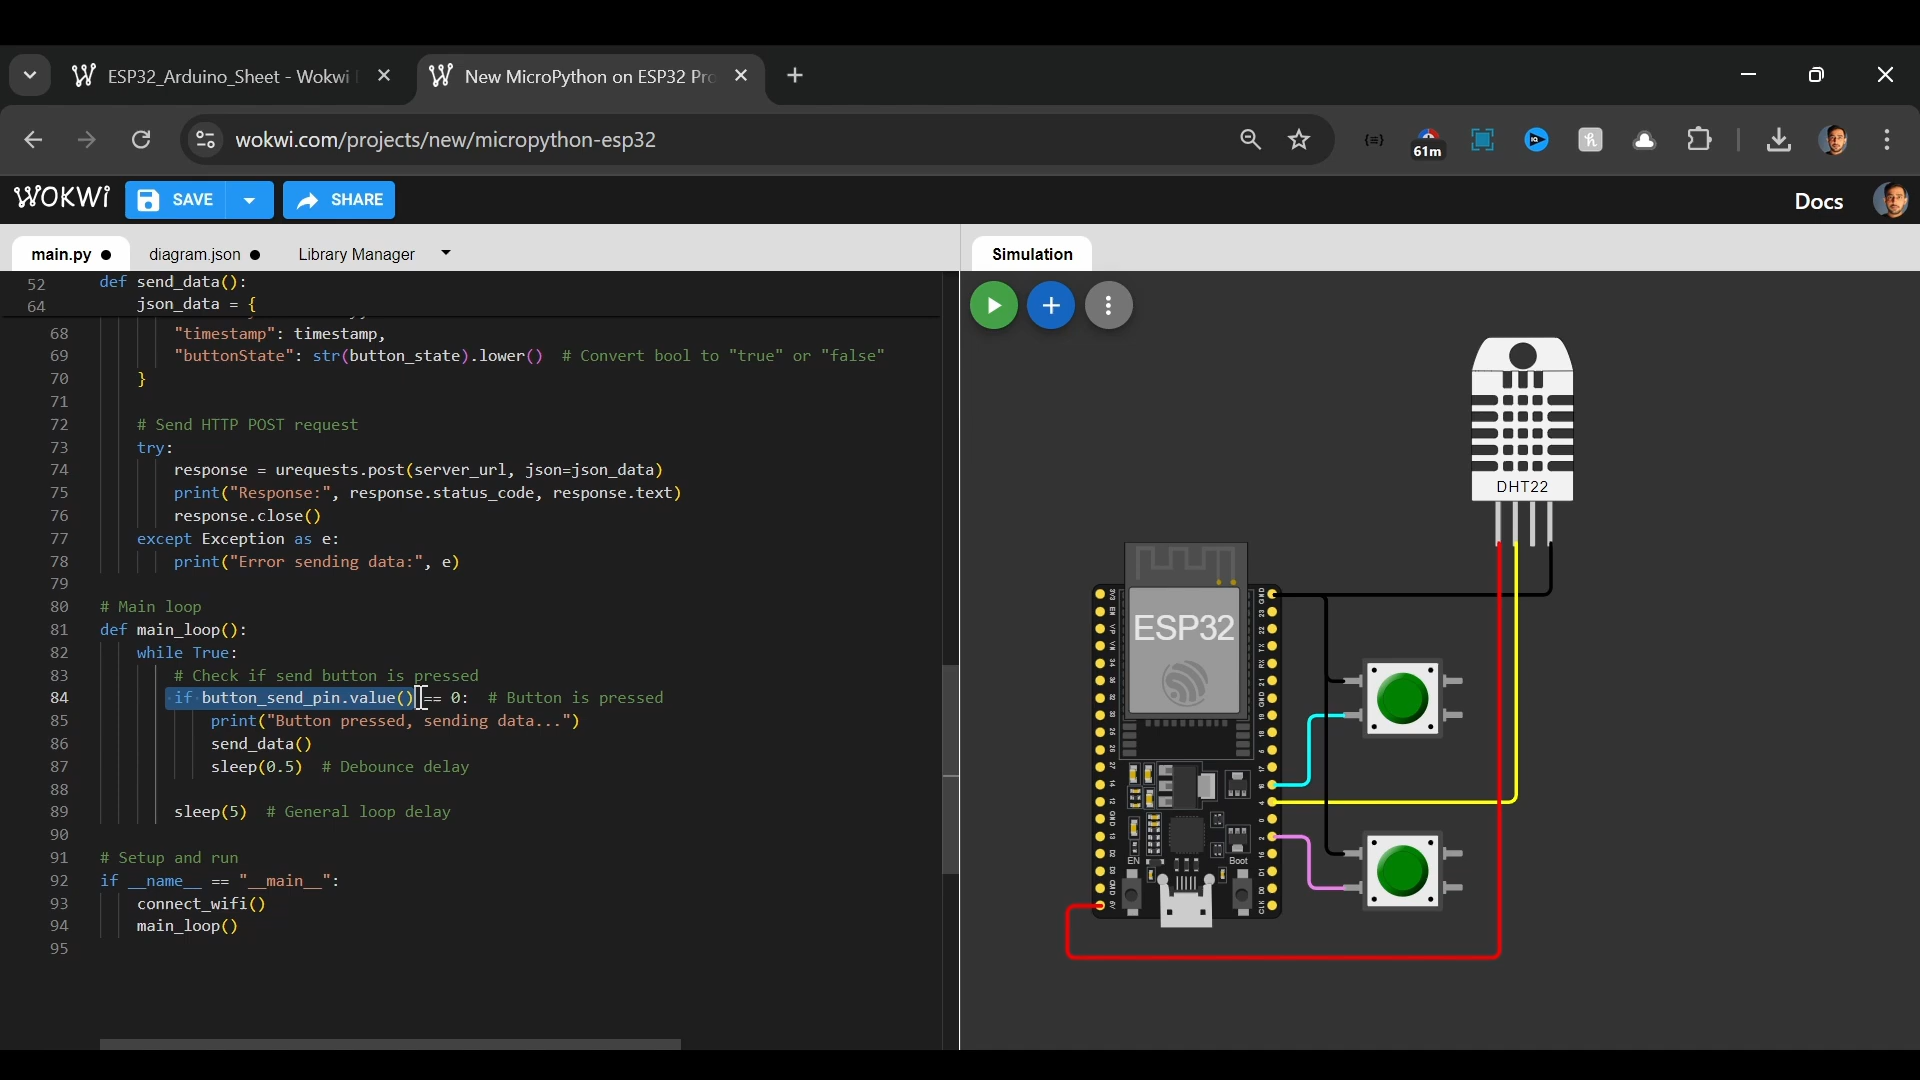 ESP32_Arduino_Sheet - Wokwi
New MicroPython on ESP32 Pro
wokwi.com/projects/new/micropython-esp32
61m
WOKWI
SAVE
SHARE
Docs
main.py
diagram.json
Library Manager
Simulation
52 def send_data():
64 json_data = {
68 "timestamp": timestamp,
69 "buttonState": str(button_state).lower() # Convert bool to "true" or "false"
70 }
71
72 # Send HTTP POST request
73 try:
74 response = urequests.post(server_url, json=json_data)
75 print("Response:", response.status_code, response.text)
76 response.close()
77 except Exception as e:
78 print("Error sending data:", e)
79
80 # Main loop
81 def main_loop():
82 while True:
83 # Check if send button is pressed
84 if button_send_pin.value() == 0: # Button is pressed
85 print("Button pressed, sending data...")
86 send_data()
87 sleep(0.5) # Debounce delay
88
89 sleep(5) # General loop delay
90
91 # Setup and run
92 if __name__ == "__main__":
93 connect_wifi()
94 main_loop()
95
DHT22
ESP32
EN
Boot